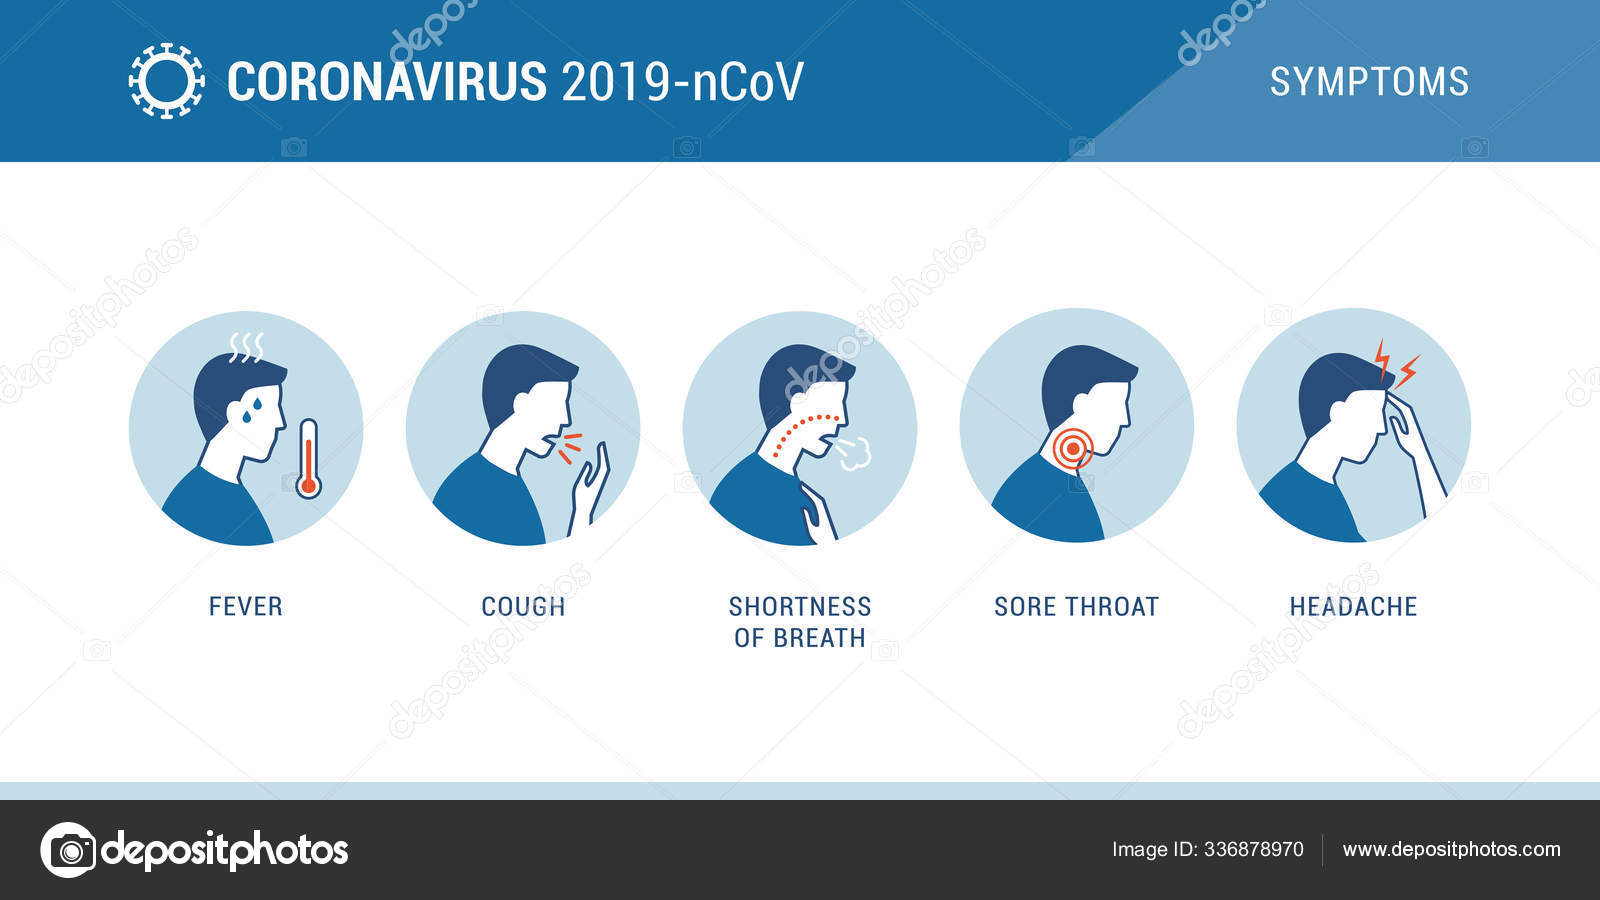 CORONAVIRUS 2019-nCoV
SYMPTOMS
FEVER
COUGH
SHORTNESS
OF BREATH
SORE THROAT
HEADACHE
depositphotos
Image ID: 336878970
www.depositphotos.com